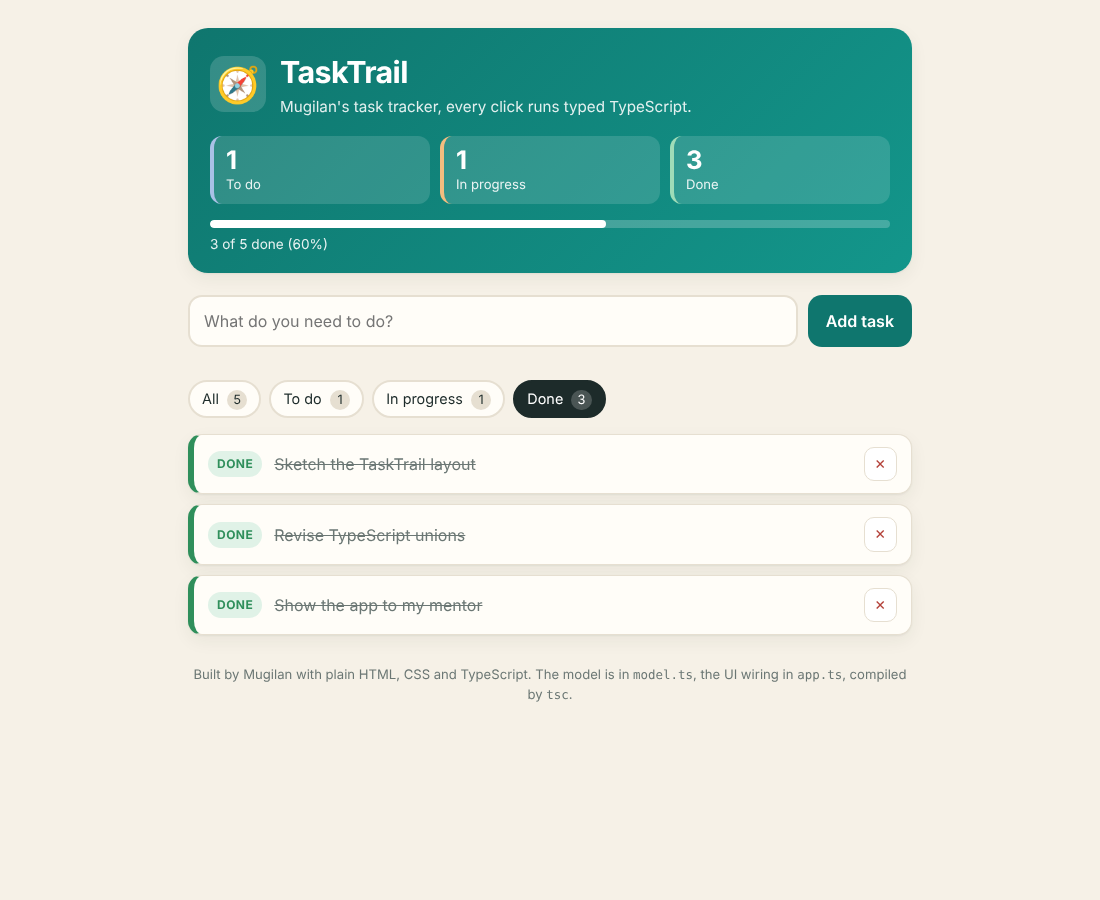 TaskTrail
Mugilan's task tracker, every click runs typed TypeScript.
1
To do
1
In progress
3
Done
3 of 5 done (60%)
What do you need to do?
Add task
All 5
To do 1
In progress 1
Done 3
DONE Sketch the TaskTrail layout ✕
DONE Revise TypeScript unions ✕
DONE Show the app to my mentor ✕
Built by Mugilan with plain HTML, CSS and TypeScript. The model is in model.ts, the UI wiring in app.ts, compiled
by tsc.